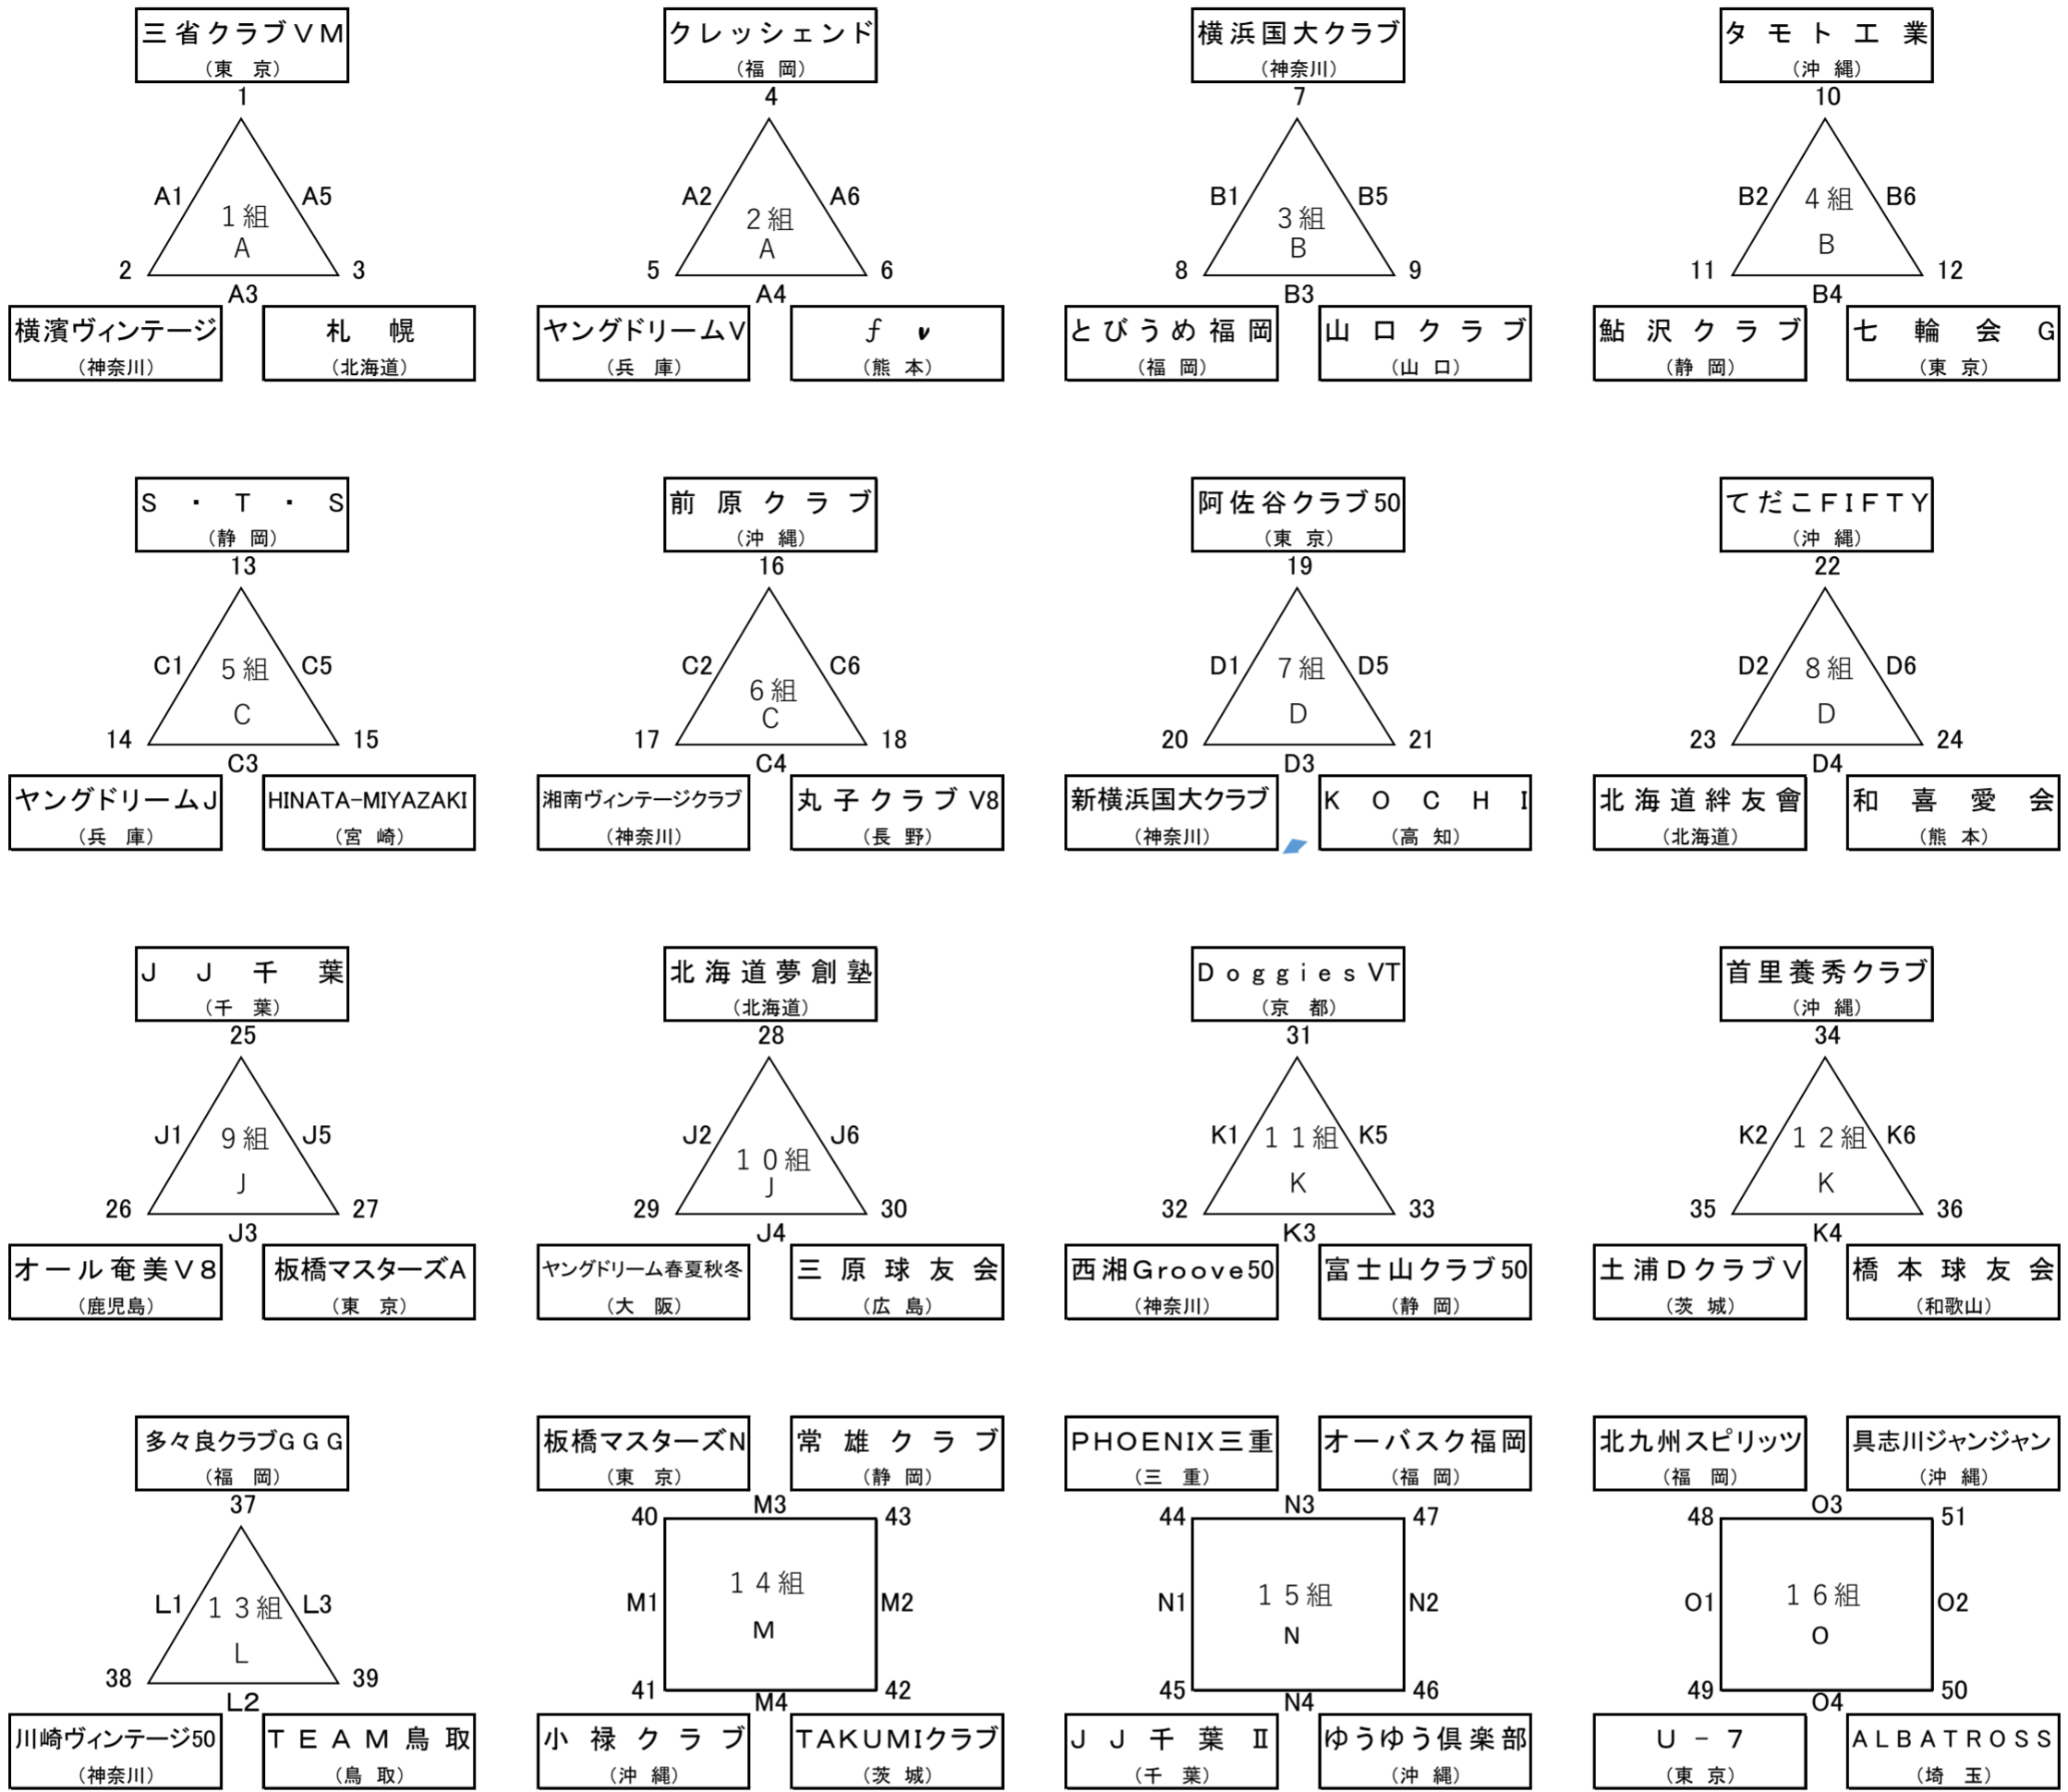 三省クラブVM
（東　京）
1
A1
A5
1組
A
2
3
A3
横濱ヴィンテージ
（神奈川）
札　幌
（北海道）
クレッシェンド
（福　岡）
4
A2
A6
2組
A
5
6
A4
ヤングドリームV
（兵　庫）
f v
（熊　本）
横浜国大クラブ
（神奈川）
7
B1
B5
3組
B
8
9
B3
とびうめ福岡
（福　岡）
山口クラブ
（山　口）
タモト工業
（沖　縄）
10
B2
B6
4組
B
11
12
B4
鮎沢クラブ
（静　岡）
七輪会G
（東　京）
S・T・S
（静　岡）
13
C1
C5
5組
C
14
15
C3
ヤングドリームJ
（兵　庫）
HINATA-MIYAZAKI
（宮　崎）
前原クラブ
（沖　縄）
16
C2
C6
6組
C
17
18
C4
湘南ヴィンテージクラブ
（神奈川）
丸子クラブV8
（長　野）
阿佐谷クラブ50
（東　京）
19
D1
D5
7組
D
20
21
D3
新横浜国大クラブ
（神奈川）
KOCHI
（高　知）
てだこFIFTY
（沖　縄）
22
D2
D6
8組
D
23
24
D4
北海道絆友會
（北海道）
和喜愛会
（熊　本）
JJ千葉
（千　葉）
25
J1
J5
9組
J
26
27
J3
オール奄美V8
（鹿児島）
板橋マスターズA
（東　京）
北海道夢創塾
（北海道）
28
J2
J6
10組
J
29
30
J4
ヤングドリーム春夏秋冬
（大　阪）
三原球友会
（広　島）
Doggies VT
（京　都）
31
K1
K5
11組
K
32
33
K3
西湘Groove50
（神奈川）
富士山クラブ50
（静　岡）
首里養秀クラブ
（沖　縄）
34
K2
K6
12組
K
35
36
K4
土浦DクラブV
（茨　城）
橋本球友会
（和歌山）
多々良クラブGGG
（福　岡）
37
L1
L3
13組
L
38
39
L2
川崎ヴィンテージ50
（神奈川）
TEAM鳥取
（鳥　取）
板橋マスターズN
（東　京）
常雄クラブ
（静　岡）
M3
40
43
14組
M1
M2
M
41
42
M4
小禄クラブ
（沖　縄）
TAKUMIクラブ
（茨　城）
PHOENIX三重
（三　重）
オーバスク福岡
（福　岡）
N3
44
47
15組
N1
N2
N
45
46
N4
JJ千葉Ⅱ
（千　葉）
ゆうゆう倶楽部
（沖　縄）
北九州スピリッツ
（福　岡）
具志川ジャンジャン
（沖　縄）
O3
48
51
16組
O1
O2
O
49
50
O4
U-7
（東　京）
ALBATROSS
（埼　玉）